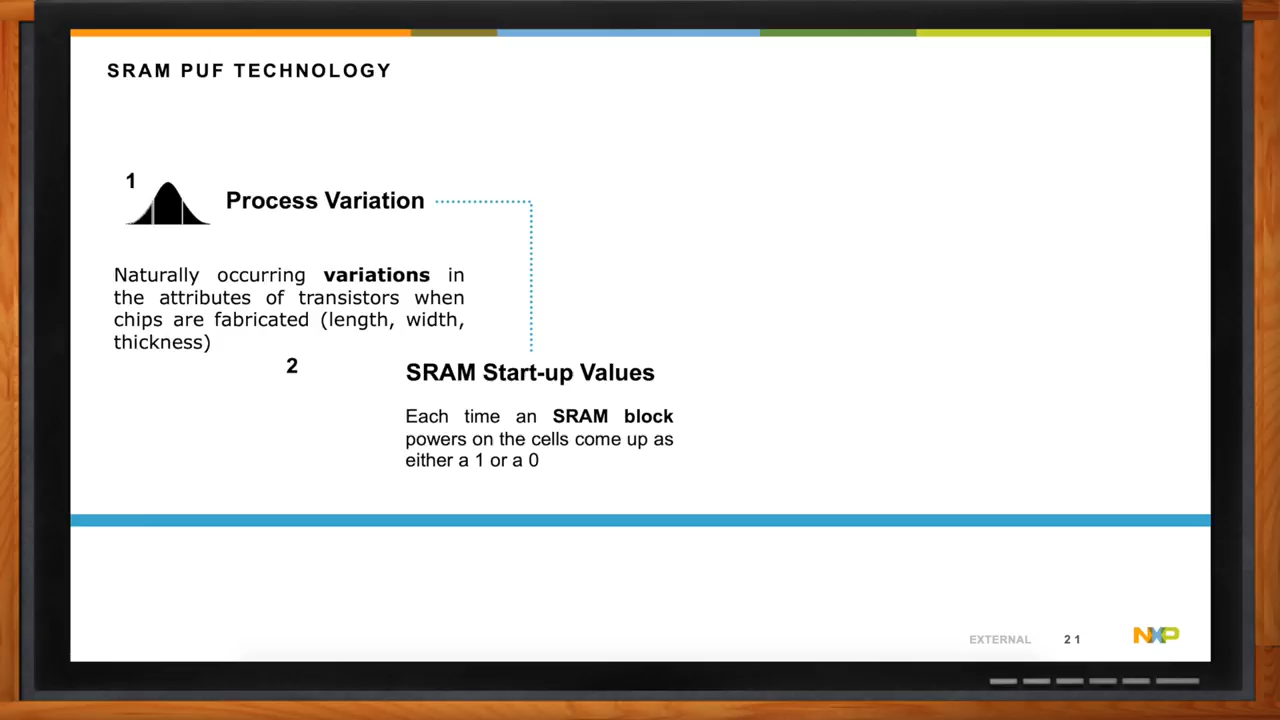 SRAM PUF TECHNOLOGY
1
Process Variation
Naturally occurring variations in
the attributes of transistors when
chips are fabricated (length, width,
thickness)
2
SRAM Start-up Values
Each time an SRAM block
powers on the cells come up as
either a 1 or a 0
EXTERNAL 21
NXP